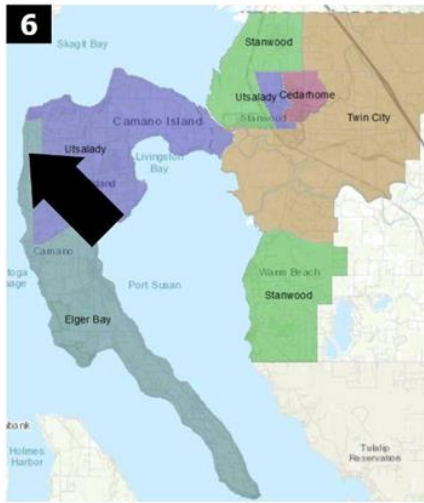 6
Skagit Bay
Stanwood
Camano Island
Utsalady
Cedarhome
Stanwood
Twin City
Utsalady
Livingston
Bay
Camano
Port Susan
Warm Beach
Stanwood
Elger Bay
Holmes
Harbor
Tulalip
Reservation